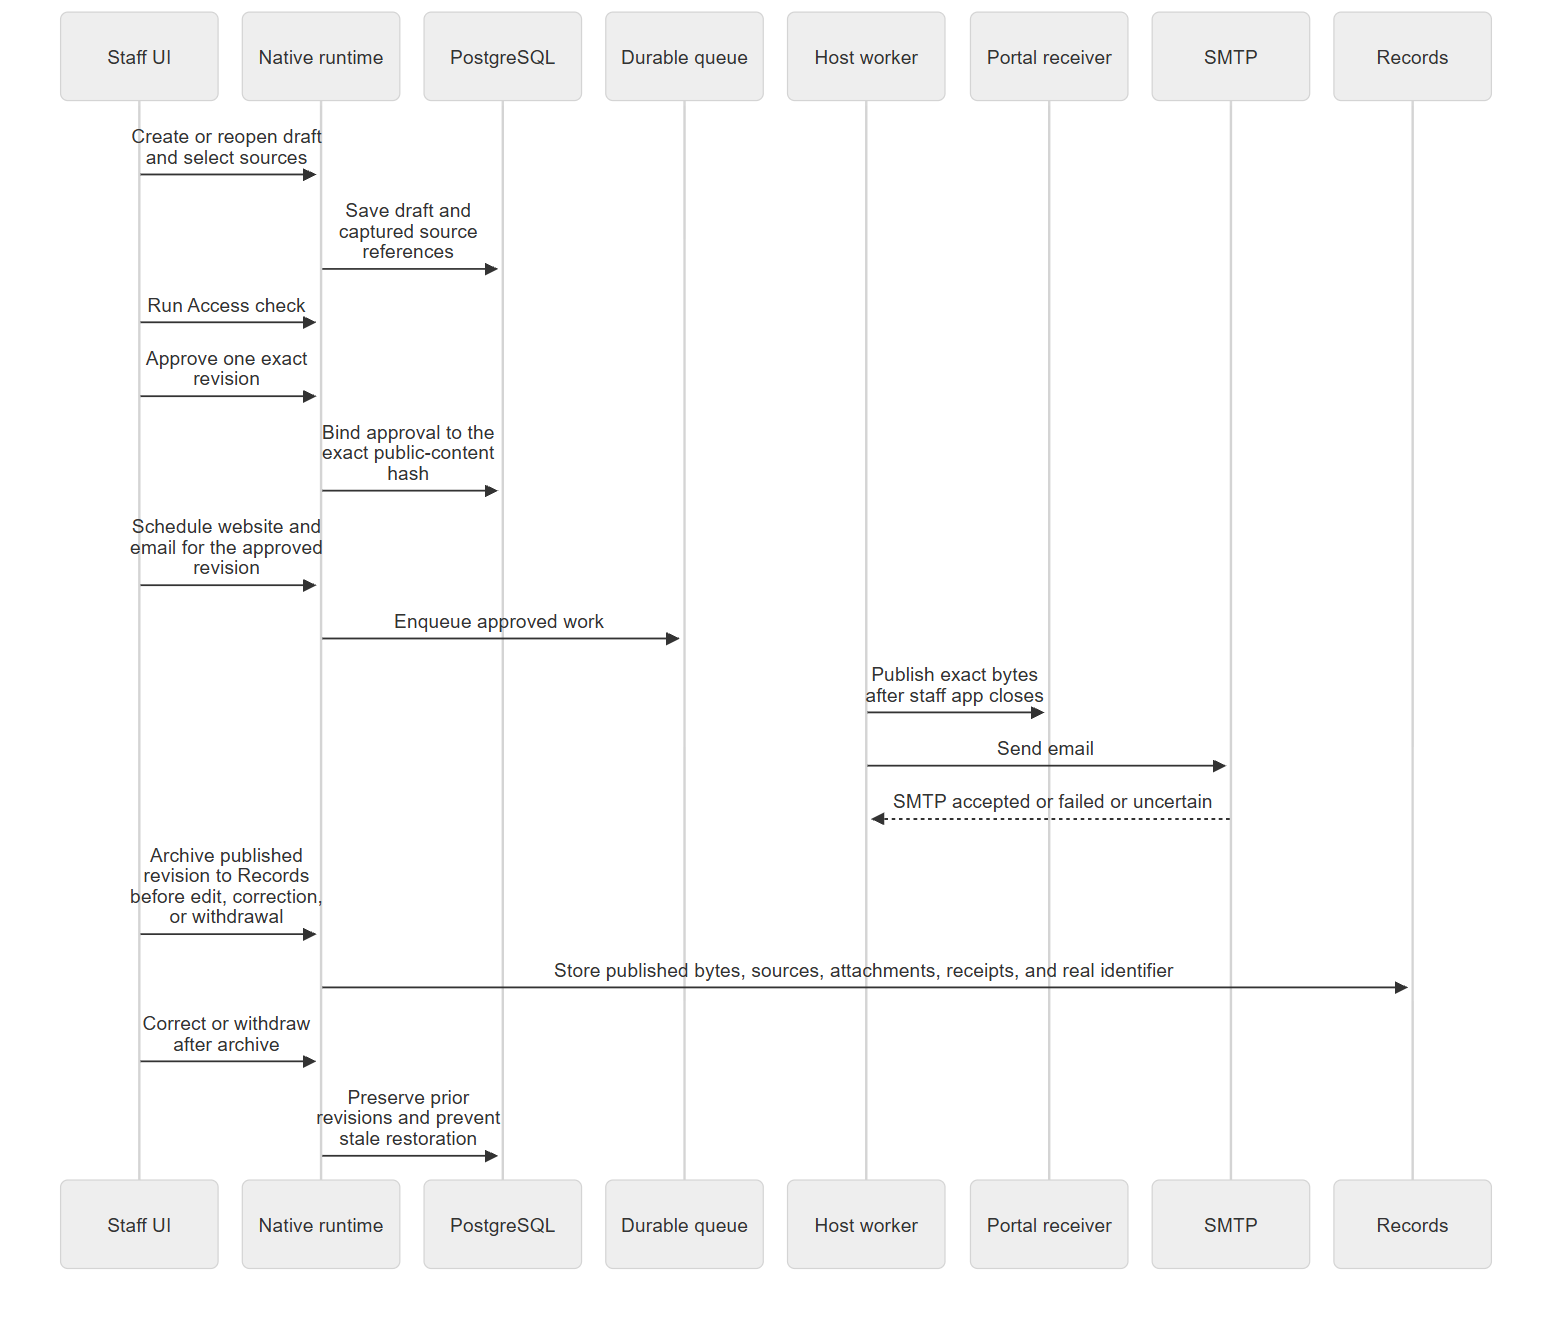 Staff UI
Native runtime
PostgreSQL
Durable queue
Host worker
Portal receiver
SMTP
Records
Create or reopen draft
and select sources
Save draft and
captured source
references
Run Access check
Approve one exact
revision
Bind approval to the
exact public-content
hash
Schedule website and
email for the approved
revision
Enqueue approved work
Publish exact bytes
after staff app closes
Send email
SMTP accepted or failed or uncertain
Archive published
revision to Records
before edit, correction,
or withdrawal
Store published bytes, sources, attachments, receipts, and real identifier
Correct or withdraw
after archive
Preserve prior
revisions and prevent
stale restoration
Staff UI
Native runtime
PostgreSQL
Durable queue
Host worker
Portal receiver
SMTP
Records